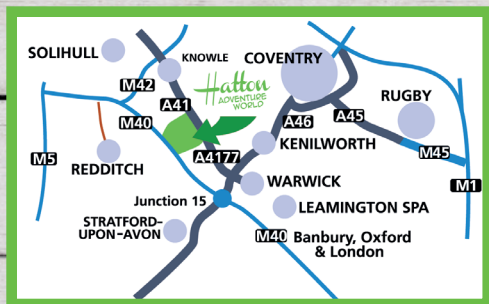 SOLIHULL
KNOWLE
COVENTRY
M42
Hatton
ADVENTURE
WORLD
A41
RUGBY
M40
A46
A45
M5
REDDITCH
A4177
KENILWORTH
M45
M1
WARWICK
Junction 15
LEAMINGTON SPA
STRATFORD-
UPON-AVON
M40 Banbury, Oxford
& London